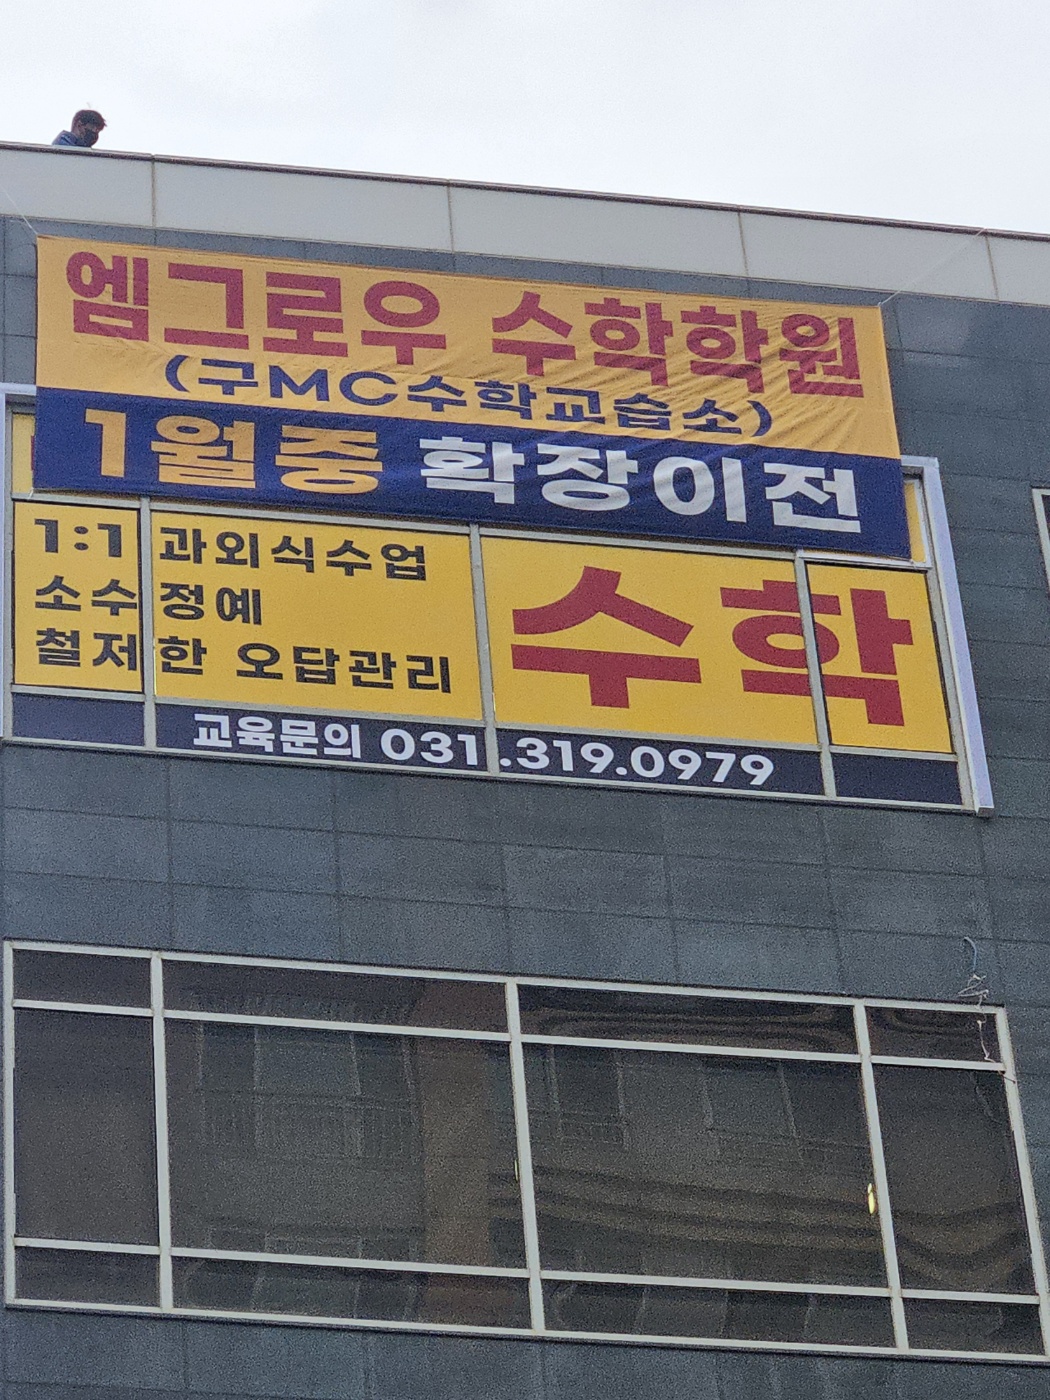 엠그로우 수학학원
(구MC수학교습소)
1월중 확장이전
1:1 과외식수업
소수정예
철저한 오답관리
수학
교육문의 031.319.0979